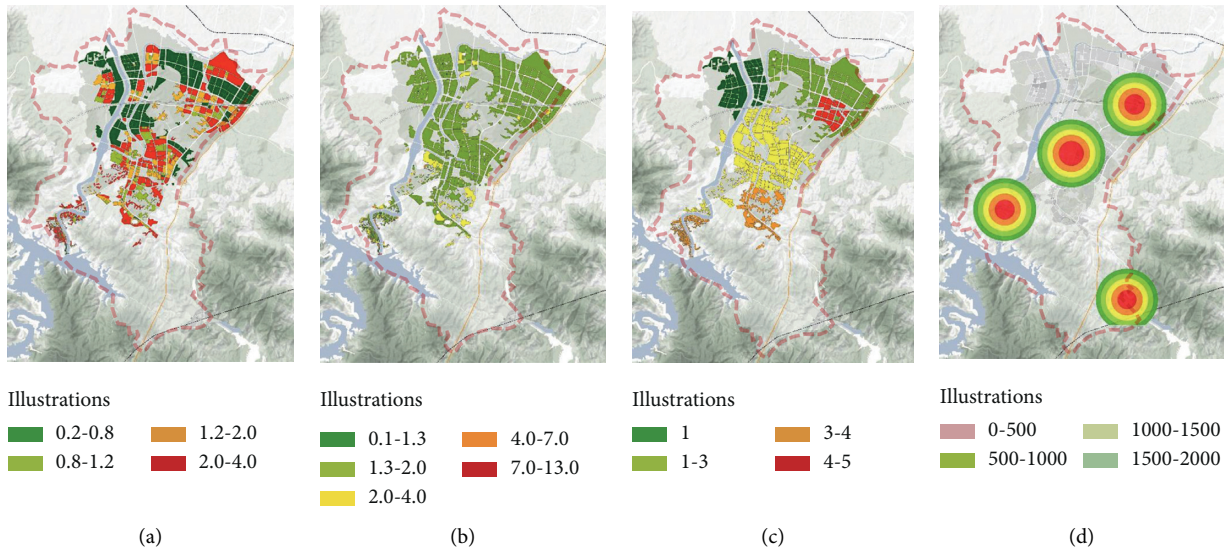 Illustrations
0.2-0.8
1.2-2.0
0.8-1.2
2.0-4.0
(a)
Illustrations
0.1-1.3
4.0-7.0
1.3-2.0
7.0-13.0
2.0-4.0
(b)
Illustrations
1
3-4
1-3
4-5
(c)
Illustrations
0-500
1000-1500
500-1000
1500-2000
(d)